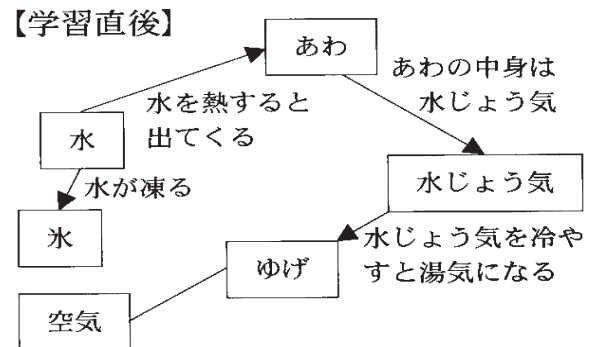 【学習直後】
あわ
あわの中身は
水じょう気
水を熱すると
出てくる
水
水が凍る
水じょう気
氷
水じょう気を冷や
すと湯気になる
ゆげ
空気